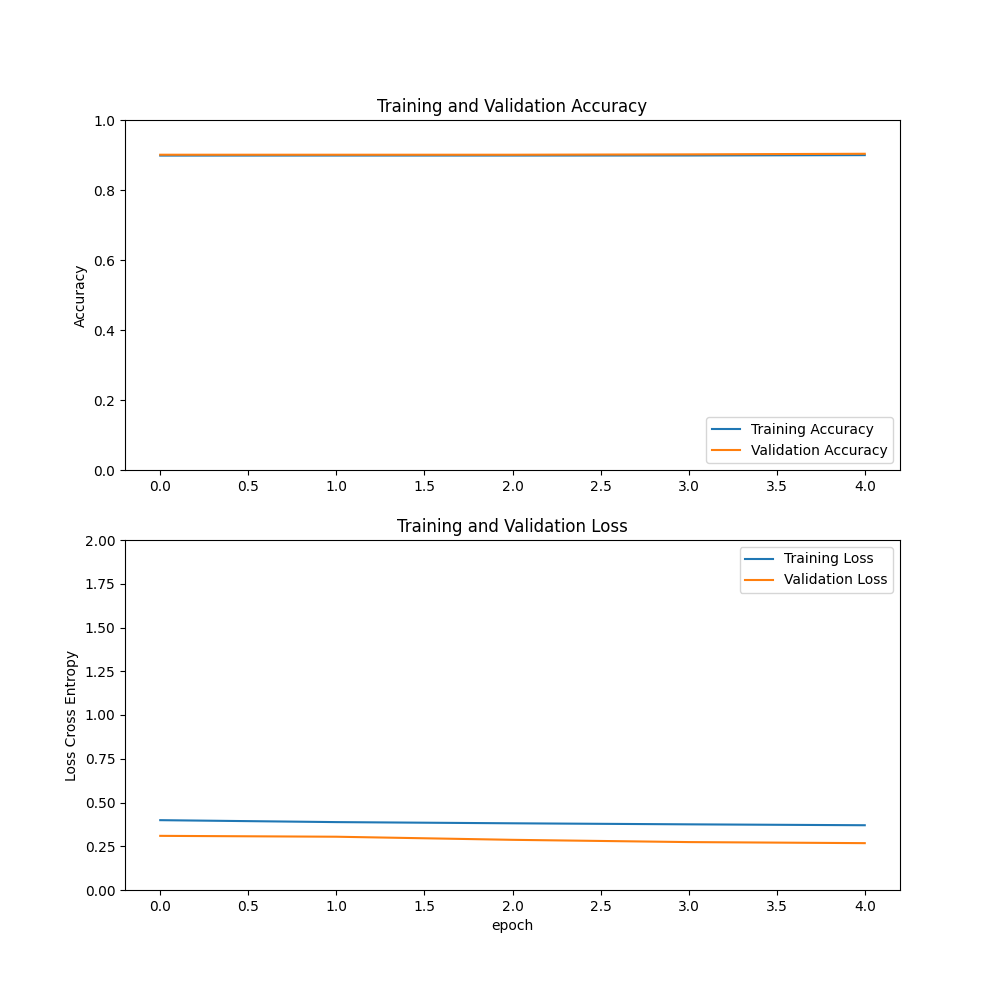 Training and Validation Accuracy
1.0
0.8
0.6
0.4
0.2
0.0
Accuracy
Training Accuracy
Validation Accuracy
0.0 0.5 1.0 1.5 2.0 2.5 3.0 3.5 4.0
Training and Validation Loss
2.00
1.75
1.50
1.25
1.00
0.75
0.50
0.25
0.00
Loss Cross Entropy
Training Loss
Validation Loss
0.0 0.5 1.0 1.5 2.0 2.5 3.0 3.5 4.0
epoch